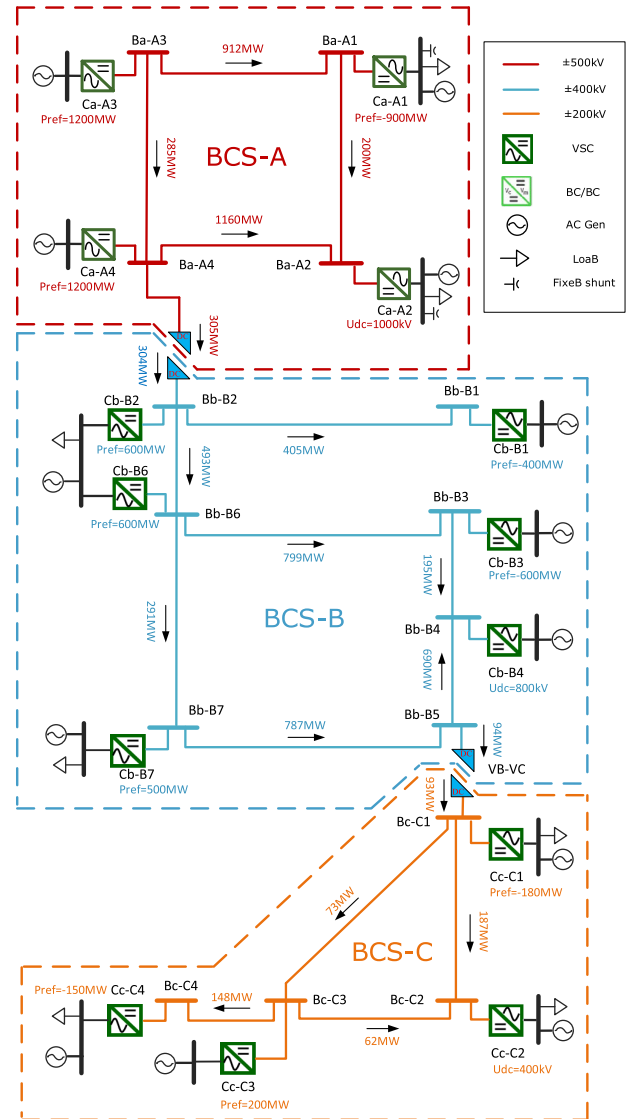 Ba-A3
912MW
Ba-A1
Ca-A3
Pref=1200MW
Ca-A1
Pref=-900MW
285MW
BCS-A
200MW
1160MW
Ca-A4
Pref=1200MW
Ba-A4
Ba-A2
Ca-A2
Udc=1000kV
305MW
DC
±500kV
±400kV
±200kV
VSC
BC/BC
AC Gen
LoaB
FixeB shunt
304MW
DC
Cb-B2
Bb-B2
Bb-B1
Pref=600MW
405MW
Cb-B1
Pref=-400MW
Cb-B6
493MW
Pref=600MW
Bb-B6
Bb-B3
799MW
Cb-B3
Pref=-600MW
195MW
291MW
BCS-B
Bb-B4
Cb-B4
Udc=800kV
690MW
Bb-B7
787MW
Bb-B5
Cb-B7
Pref=500MW
94MW
DC
VB-VC
93MW
DC
Bc-C1
Cc-C1
Pref=-180MW
73MW
187MW
BCS-C
Pref=-150MW
Cc-C4
Bc-C4
148MW
Bc-C3
Bc-C2
62MW
Cc-C2
Udc=400kV
Cc-C3
Pref=200MW